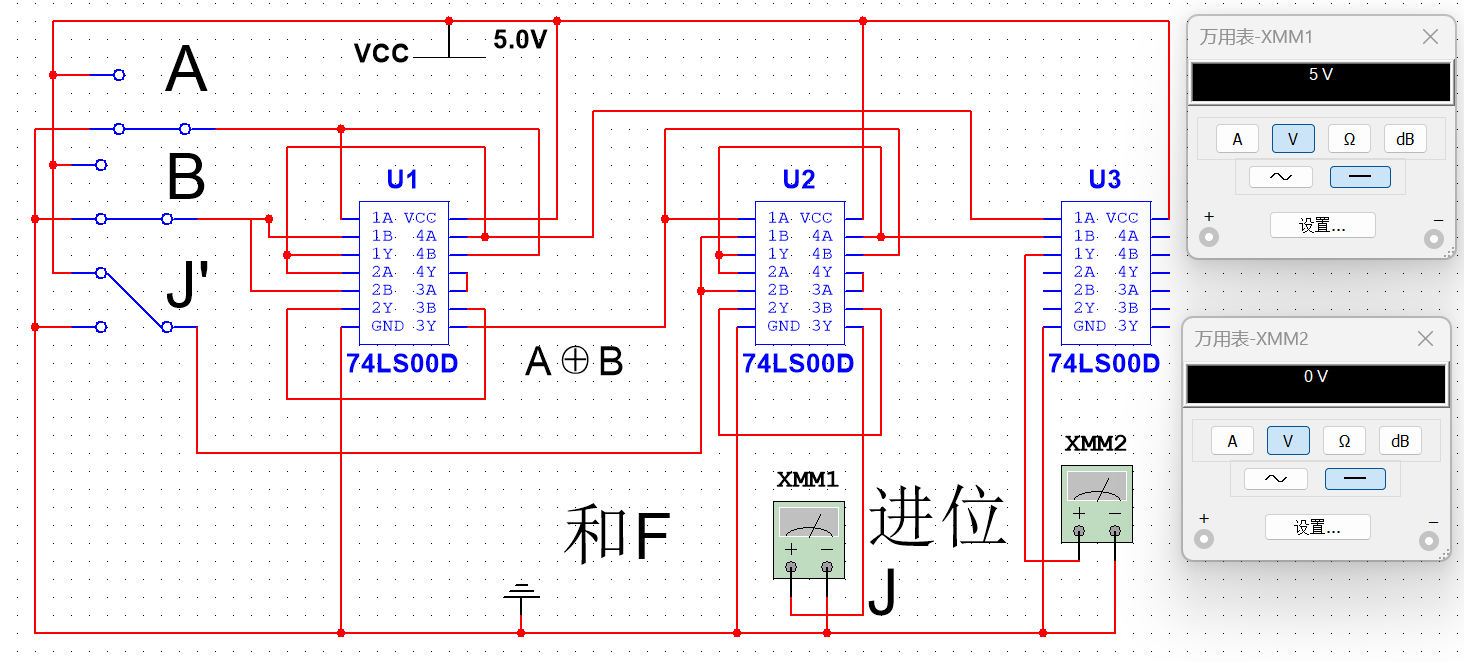 VCC
5.0V
A
B
J'
U1
1A VCC
1B 4A
1Y 4B
2A 4Y
2B 3A
2Y 3B
GND 3Y
74LS00D
A⊕B
U2
1A VCC
1B 4A
1Y 4B
2A 4Y
2B 3A
2Y 3B
GND 3Y
74LS00D
U3
1A VCC
1B 4A
1Y 4B
2A 4Y
2B 3A
2Y 3B
GND 3Y
74LS00D
和F
XMM1
+ −
进位
J
XMM2
+ −
万用表-XMM1
5 V
A V Ω dB
+ −
设置...
万用表-XMM2
0 V
A V Ω dB
+ −
设置...